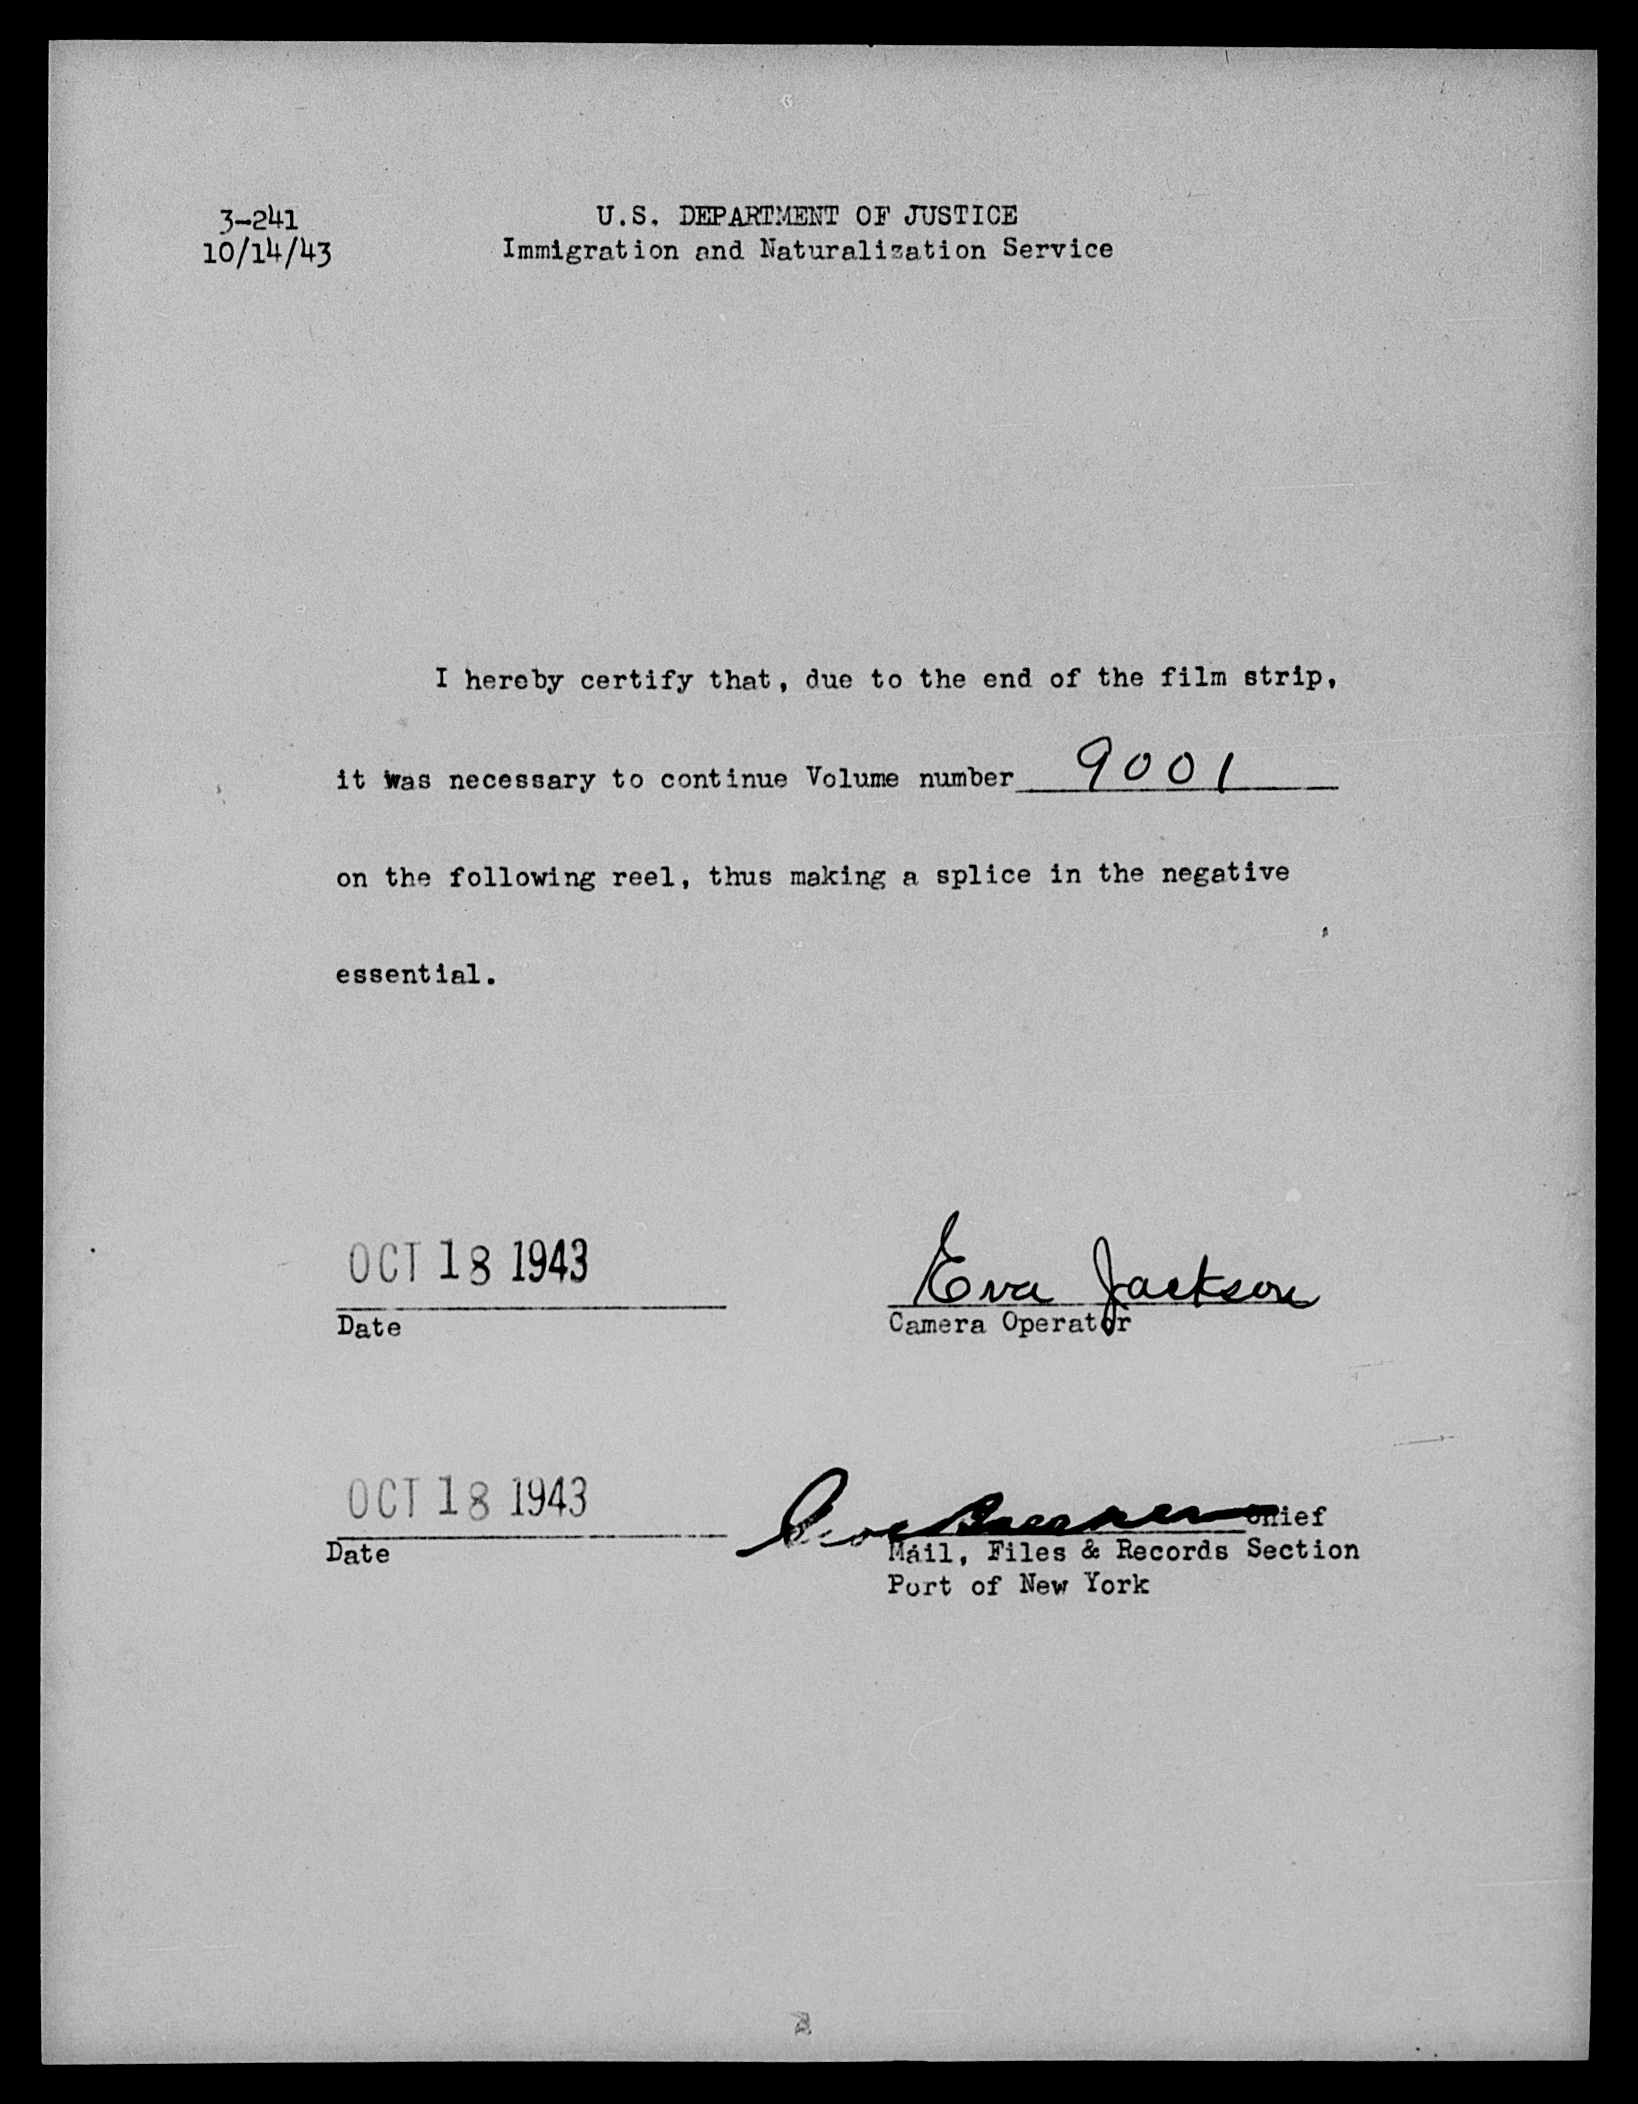 3-241
10/14/43
U.S. DEPARTMENT OF JUSTICE
Immigration and Naturalization Service
I hereby certify that, due to the end of the film strip,
it was necessary to continue Volume number 9001
on the following reel, thus making a splice in the negative
essential.
OCT 18 1943
Date
Eva Jackson
Camera Operator
OCT 18 1943
Date
Chief
Mail, Files & Records Section
Port of New York